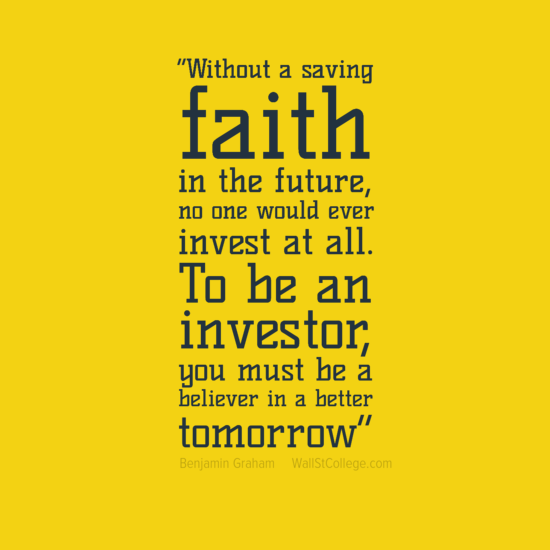 “Without a saving
faith
in the future,
no one would ever
invest at all.
To be an
investor,
you must be a
believer in a better
tomorrow”
Benjamin Graham WallStCollege.com